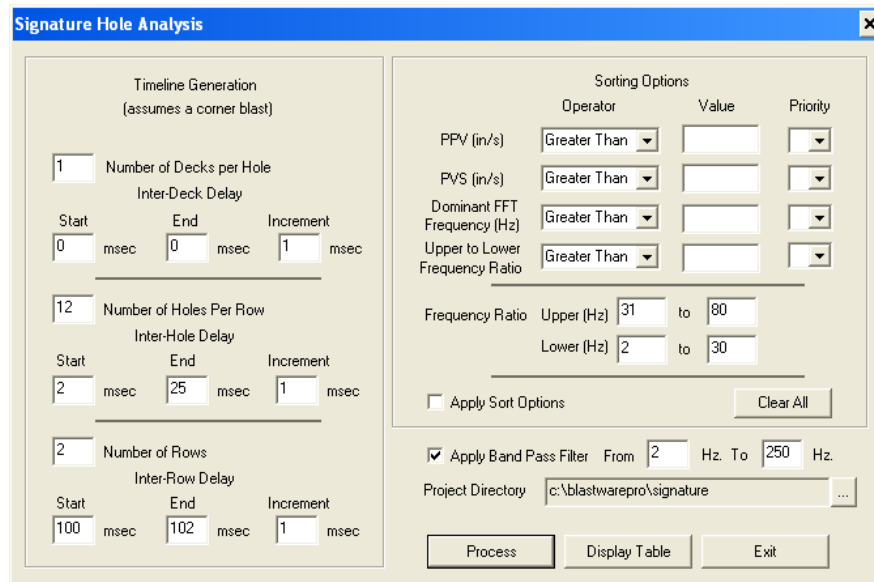 Signature Hole Analysis
Timeline Generation
(assumes a corner blast)
1 Number of Decks per Hole
Inter-Deck Delay
Start End Increment
0 msec 0 msec 1 msec
12 Number of Holes Per Row
Inter-Hole Delay
Start End Increment
2 msec 25 msec 1 msec
2 Number of Rows
Inter-Row Delay
Start End Increment
100 msec 102 msec 1 msec
Sorting Options
Operator Value Priority
PPV (in/s) Greater Than
PVS (in/s) Greater Than
Dominant FFT
Frequency (Hz) Greater Than
Upper to Lower
Frequency Ratio Greater Than
Frequency Ratio Upper (Hz) 31 to 80
Lower (Hz) 2 to 30
Apply Sort Options Clear All
Apply Band Pass Filter From 2 Hz. To 250 Hz.
Project Directory c:\blastwarepro\signature ...
Process Display Table Exit